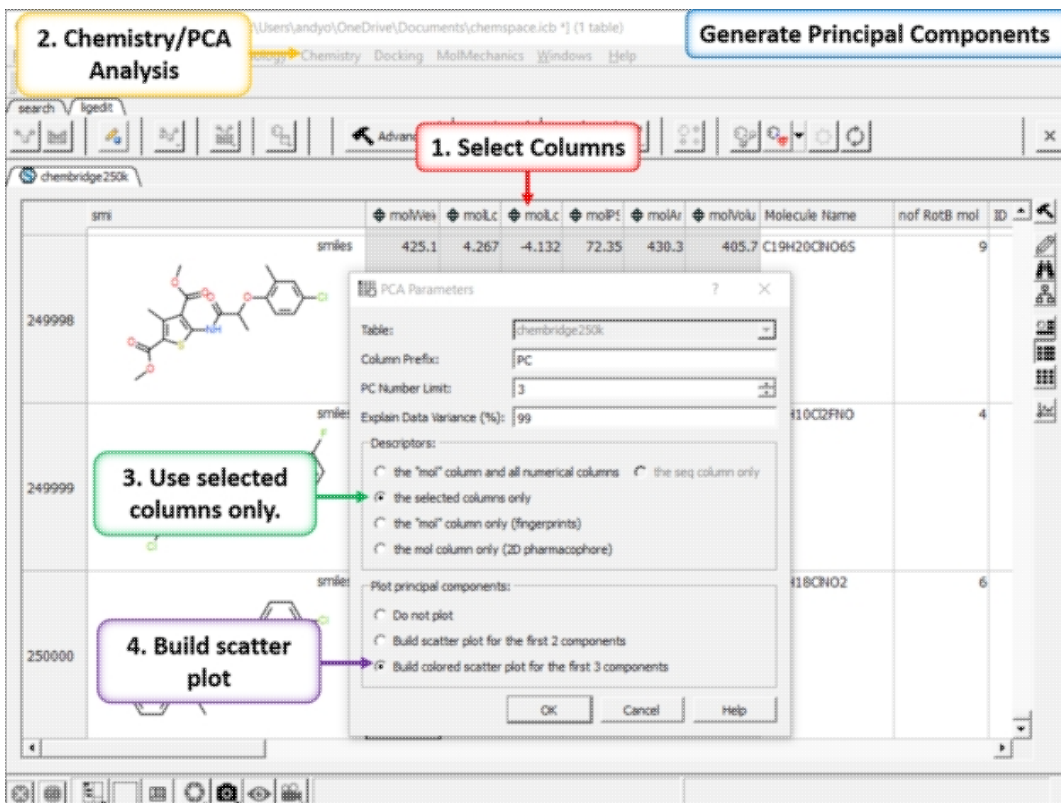 \Users\andyo\OneDrive\Documents\chemspace.icb *] (1 table)
Generate Principal Components
2. Chemistry/PCA
Analysis
Chemistry Docking MolMechanics Windows Help
search ligedit
1. Select Columns
chembridge250k
smi molWei molLc molLc molPS molAr molVolu Molecule Name nof RotB mol ID
249998 smiles 425.1 4.267 -4.132 72.35 430.3 405.7 C19H20ClNO6S 9
PCA Parameters ? ×
Table: chembridge250k
Column Prefix: PC
PC Number Limit: 3
Explain Data Variance (%): 99
Descriptors:
the "mol" column and all numerical columns the seq column only
the selected columns only
the "mol" column only (fingerprints)
the mol column only (2D pharmacophore)
Plot principal components:
Do not plot
Build scatter plot for the first 2 components
Build colored scatter plot for the first 3 components
OK Cancel Help
249999 smiles H10Cl2FNO 4
3. Use selected
columns only.
250000 smiles H18ClNO2 6
4. Build scatter
plot